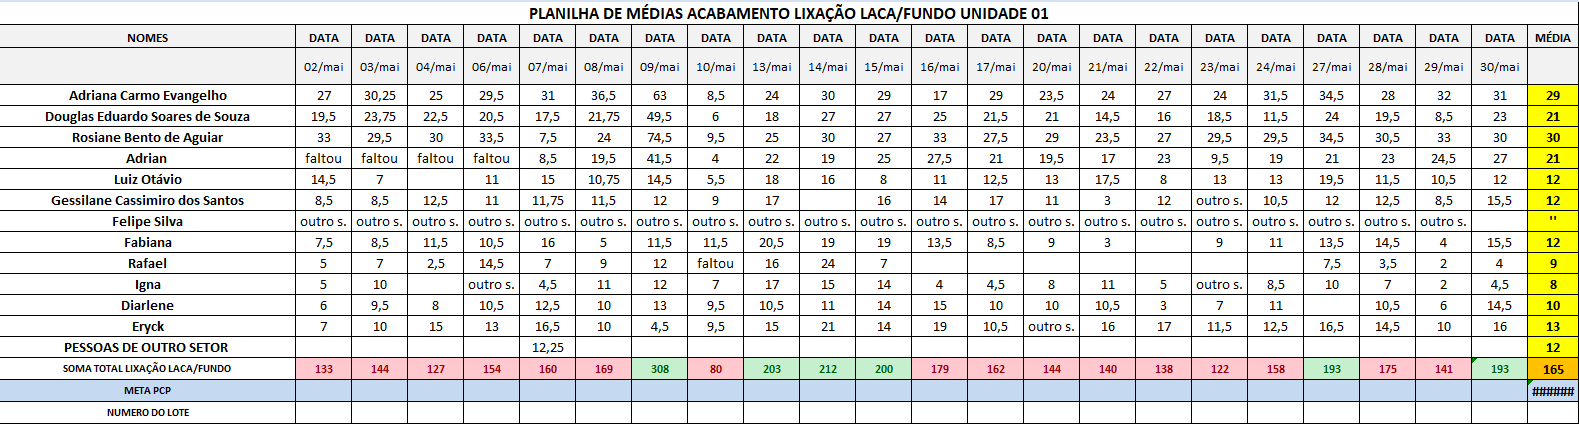 PLANILHA DE MÉDIAS ACABAMENTO LIXAÇÃO LACA/FUNDO UNIDADE 01
NOMES DATA DATA DATA DATA DATA DATA DATA DATA DATA DATA DATA DATA DATA DATA DATA DATA DATA DATA DATA DATA DATA DATA MÉDIA
02/mai 03/mai 04/mai 06/mai 07/mai 08/mai 09/mai 10/mai 13/mai 14/mai 15/mai 16/mai 17/mai 20/mai 21/mai 22/mai 23/mai 24/mai 27/mai 28/mai 29/mai 30/mai
Adriana Carmo Evangelho 27 30,25 25 29,5 31 36,5 63 8,5 24 30 29 17 29 23,5 24 27 24 31,5 34,5 28 32 31 29
Douglas Eduardo Soares de Souza 19,5 23,75 22,5 20,5 17,5 21,75 49,5 6 18 27 27 25 21,5 21 14,5 16 18,5 11,5 24 19,5 8,5 23 21
Rosiane Bento de Aguiar 33 29,5 30 33,5 7,5 24 74,5 9,5 25 30 27 33 27,5 29 23,5 27 29,5 29,5 34,5 30,5 33 30 30
Adrian faltou faltou faltou faltou 8,5 19,5 41,5 4 22 19 25 27,5 21 19,5 17 23 9,5 19 21 23 24,5 27 21
Luiz Otávio 14,5 7 11 15 10,75 14,5 5,5 18 16 8 11 12,5 13 17,5 8 13 13 19,5 11,5 10,5 12 12
Gessilane Cassimiro dos Santos 8,5 8,5 12,5 11 11,75 11,5 12 9 17 16 14 17 11 3 12 outro s. 10,5 12 12,5 8,5 15,5 12
Felipe Silva outro s. outro s. outro s. outro s. outro s. outro s. outro s. outro s. outro s. outro s. outro s. outro s. outro s. outro s. outro s. outro s. outro s. outro s. outro s. outro s. outro s. ''
Fabiana 7,5 8,5 11,5 10,5 16 5 11,5 11,5 20,5 19 19 13,5 8,5 9 3 9 11 13,5 14,5 4 15,5 12
Rafael 5 7 2,5 14,5 7 9 12 faltou 16 24 7 7,5 3,5 2 4 9
Igna 5 10 outro s. 4,5 11 12 7 17 15 14 4 4,5 8 11 5 outro s. 8,5 10 7 2 4,5 8
Diarlene 6 9,5 8 10,5 12,5 10 13 9,5 10,5 11 14 15 10 10 10,5 3 7 11 10,5 6 14,5 10
Eryck 7 10 15 13 16,5 10 4,5 9,5 15 21 14 19 10,5 outro s. 16 17 11,5 12,5 16,5 14,5 10 16 13
PESSOAS DE OUTRO SETOR 12,25 12
SOMA TOTAL LIXAÇÃO LACA/FUNDO 133 144 127 154 160 169 308 80 203 212 200 179 162 144 140 138 122 158 193 175 141 193 165
META PCP ######
NUMERO DO LOTE